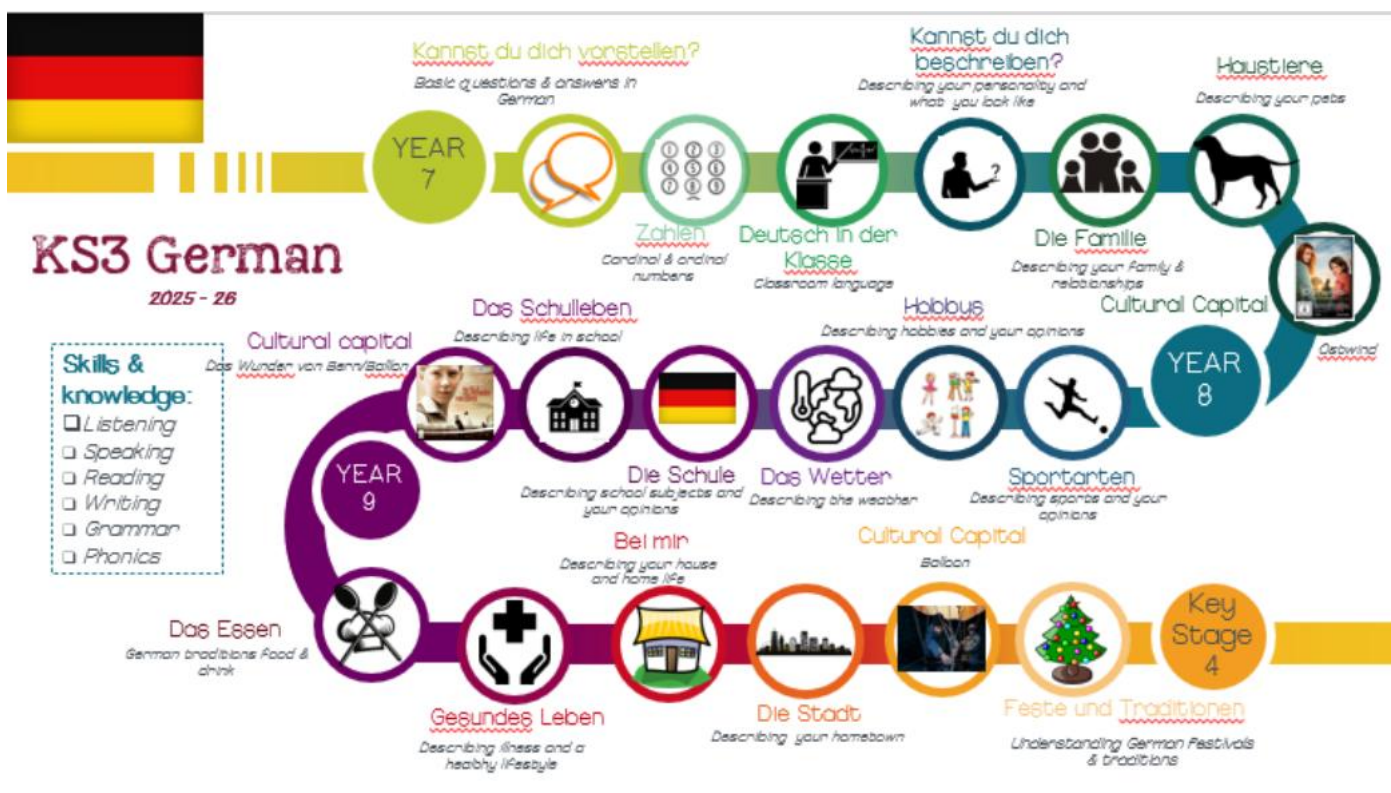 Kannst du dich vorstellen?
Basic questions & answers in
German
Kannst du dich
beschreiben?
Describing your personality and
what you look like
Haustiere
Describing your pets
YEAR
7
Zahlen
Cardinal & ordinal
numbers
Deutsch in der
Klasse
Classroom language
Die Familie
Describing your family &
relationships
Cultural Capital
Ostwind
KS3 German
2025 - 26
YEAR
8
Hobbys
Describing hobbies and your opinions
Das Schulleben
Describing life in school
Cultural capital
Das Wunder von Bern/Ballon
Sportarten
Describing sports and your
opinions
Das Wetter
Describing the weather
Die Schule
Describing school subjects and
your opinions
Skills &
knowledge:
Listening
Speaking
Reading
Writing
Grammar
Phonics
YEAR
9
Das Essen
German traditions food &
drink
Gesundes Leben
Describing illness and a
healthy lifestyle
Bei mir
Describing your house
and home life
Die Stadt
Describing your hometown
Cultural Capital
Balloon
Feste und Traditionen
Understanding German Festivals
& traditions
Key
Stage
4